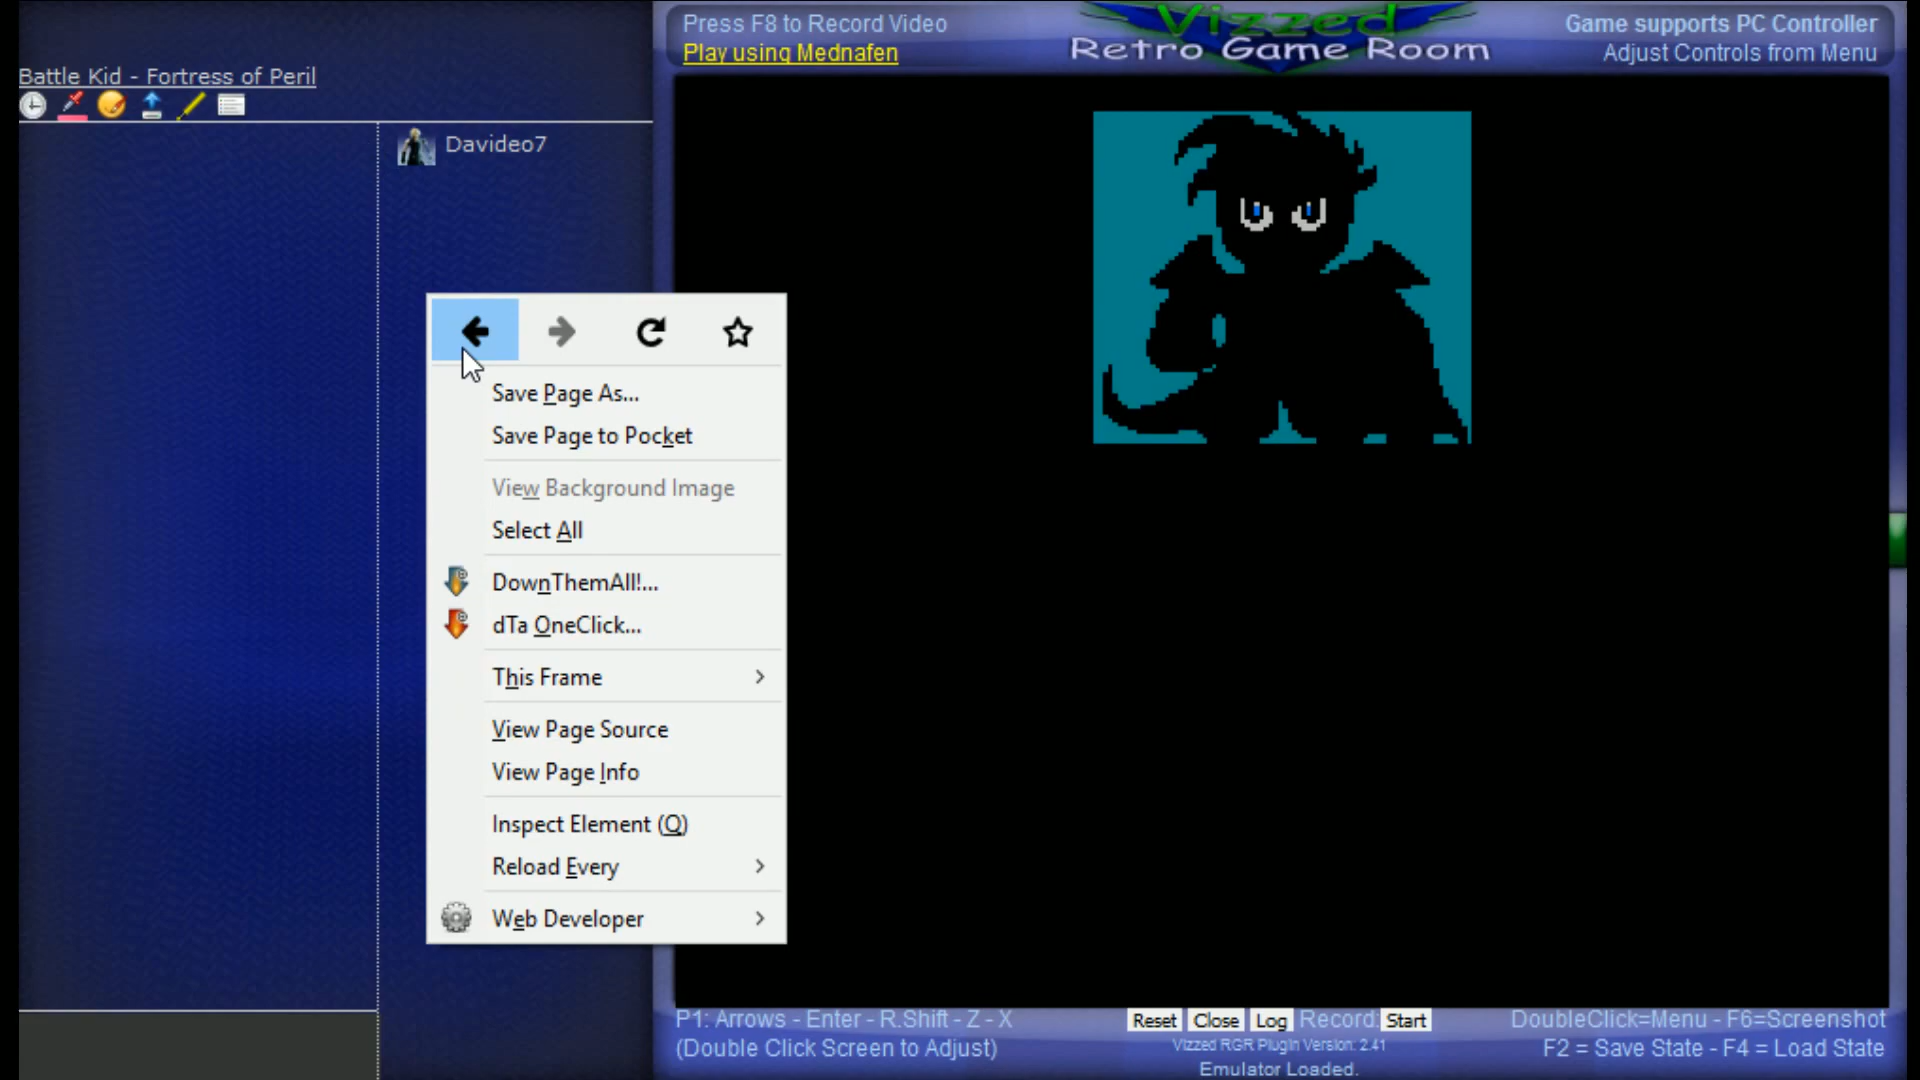 Battle Kid - Fortress of Peril
Davideo7
Press F8 to Record Video
Play using Mednafen
Vizzed
Retro Game Room
Game supports PC Controller
Adjust Controls from Menu
Save Page As...
Save Page to Pocket
View Background Image
Select All
DownThemAll!...
dTa OneClick...
This Frame
View Page Source
View Page Info
Inspect Element (Q)
Reload Every
Web Developer
P1: Arrows - Enter - R.Shift - Z - X
(Double Click Screen to Adjust)
Reset Close Log Record: Start
Vizzed RGR Plugin Version: 2.41
Emulator Loaded.
DoubleClick=Menu - F6=Screenshot
F2 = Save State - F4 = Load State